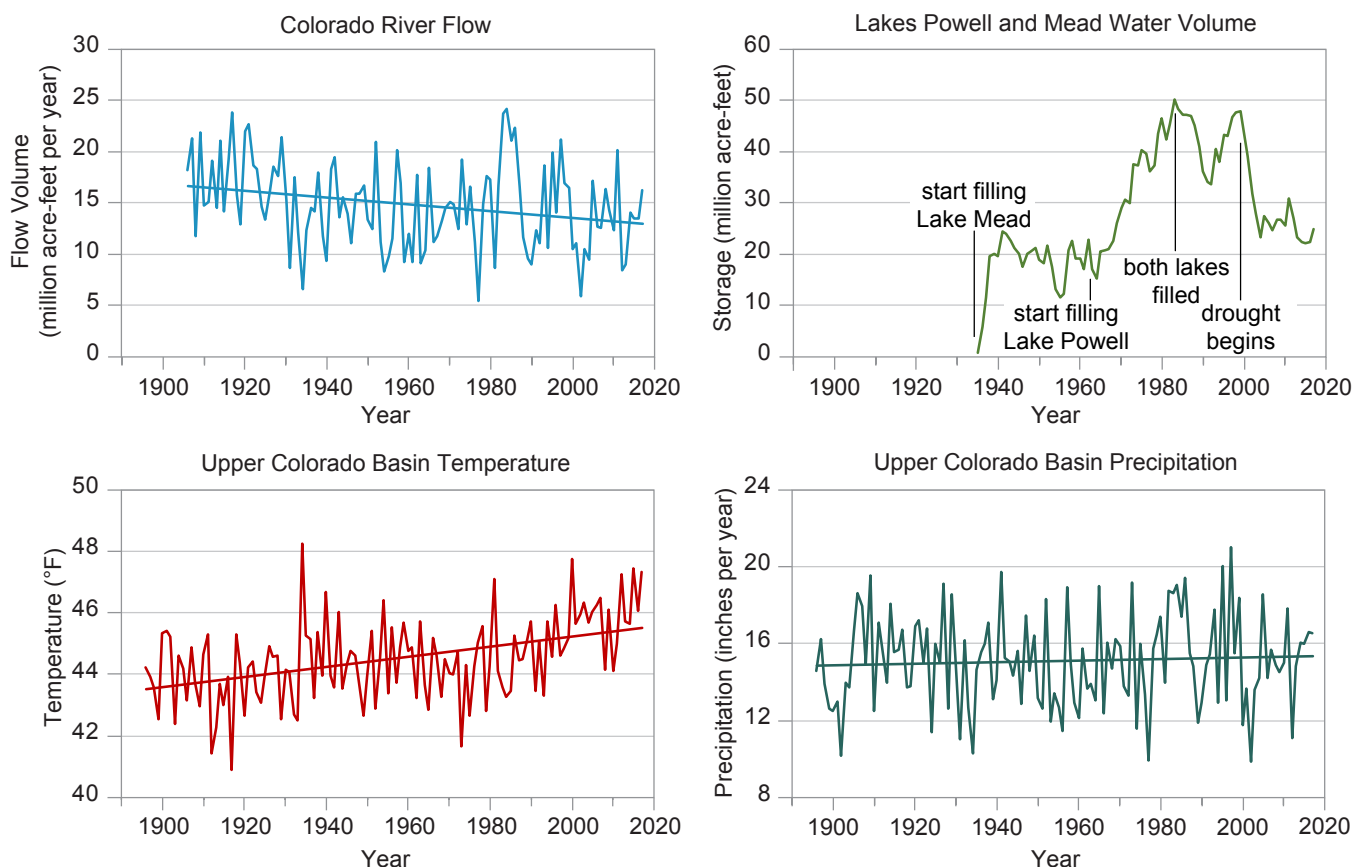 Colorado River Flow
30
25
20
15
10
5
0
Flow Volume
(million acre-feet per year)
1900 1920 1940 1960 1980 2000 2020
Year
Lakes Powell and Mead Water Volume
60
50
40
30
20
10
0
Storage (million acre-feet)
start filling
Lake Mead
start filling
Lake Powell
both lakes
filled
drought
begins
1900 1920 1940 1960 1980 2000 2020
Year
Upper Colorado Basin Temperature
50
48
46
44
42
40
Temperature (°F)
1900 1920 1940 1960 1980 2000 2020
Year
Upper Colorado Basin Precipitation
24
20
16
12
8
Precipitation (inches per year)
1900 1920 1940 1960 1980 2000 2020
Year